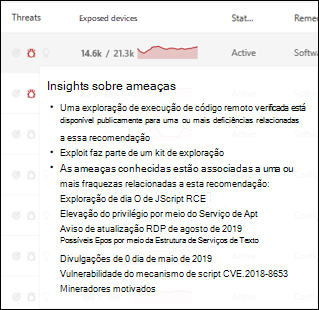 Threats Exposed devices Stat... Remed
14.6k / 21.3k Active Softwa
Insights sobre ameaças
• Uma exploração de execução de código remoto verificada está
disponível publicamente para uma ou mais deficiências relacionadas
a essa recomendação
• Exploit faz parte de um kit de exploração
• As ameaças conhecidas estão associadas a uma ou
mais fraquezas relacionadas a esta recomendação:
Exploração de dia O de JScript RCE
Elevação do privilégio por meio do Serviço de Apt
Aviso de atualização RDP de agosto de 2019
Possíveis Epos por meio da Estrutura de Serviços de Texto
Divulgações de 0 dia de maio de 2019
Vulnerabilidade do mecanismo de script CVE.2018-8653
Mineradores motivados